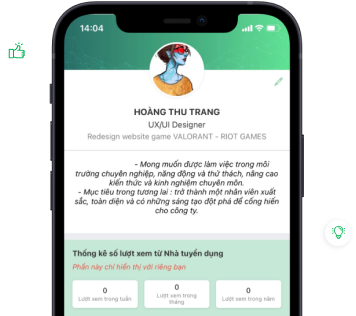 14:04
HOÀNG THU TRANG
UX/UI Designer
Redesign website game VALORANT - RIOT GAMES
- Mong muốn được làm việc trong môi
trường chuyên nghiệp, năng động và thử thách, nâng cao
kiến thức và kinh nghiệm chuyên môn.
- Mục tiêu trong tương lai : trở thành một nhân viên xuất
sắc, toàn diện và có những sáng tạo đột phá để cống hiến
cho công ty.
Thống kê số lượt xem từ Nhà tuyển dụng
Phần này chỉ hiển thị với riêng bạn
0 0 0
Lượt xem trong tuần Lượt xem trong Lượt xem trong năm
tháng